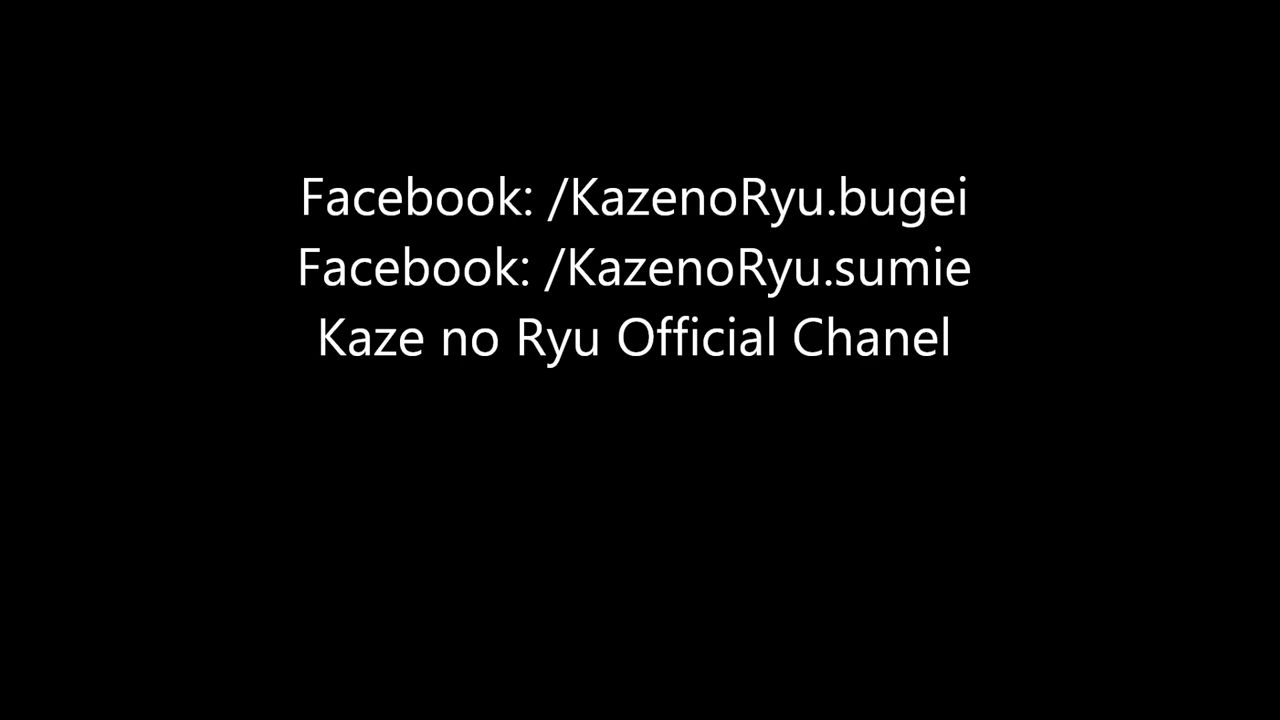 Facebook: /KazenoRyu.bugei
Facebook: /KazenoRyu.sumie
Kaze no Ryu Official Chanel